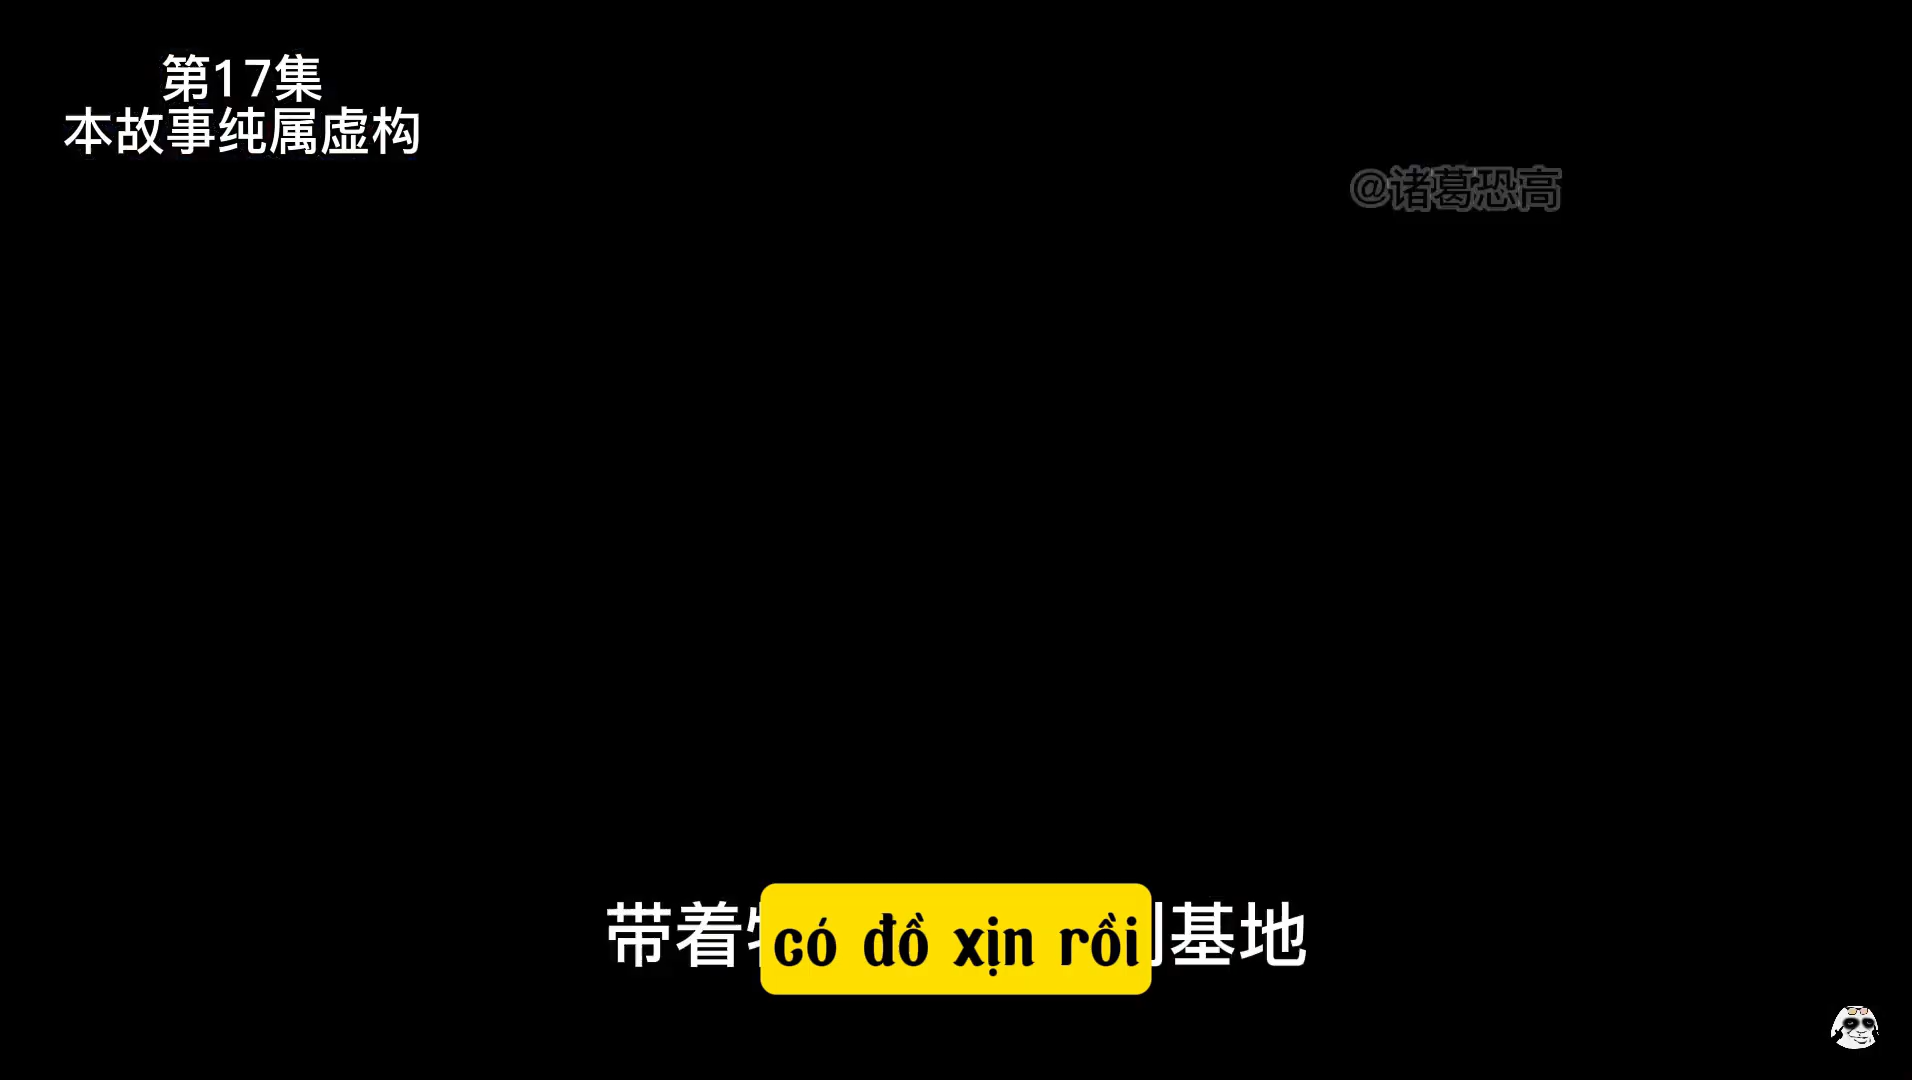 第17集
本故事纯属虚构
@诸葛恐高
带着
có đồ xịn rồi
基地